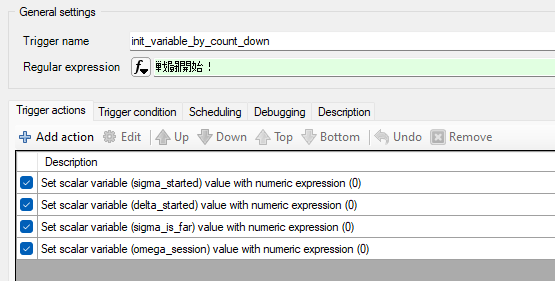 General settings
Trigger name
init_variable_by_count_down
Regular expression
f
戦闘開始！
Trigger actions
Trigger condition
Scheduling
Debugging
Description
Add action
Edit
Up
Down
Top
Bottom
Undo
Remove
Description
Set scalar variable (sigma_started) value with numeric expression (0)
Set scalar variable (delta_started) value with numeric expression (0)
Set scalar variable (sigma_is_far) value with numeric expression (0)
Set scalar variable (omega_session) value with numeric expression (0)